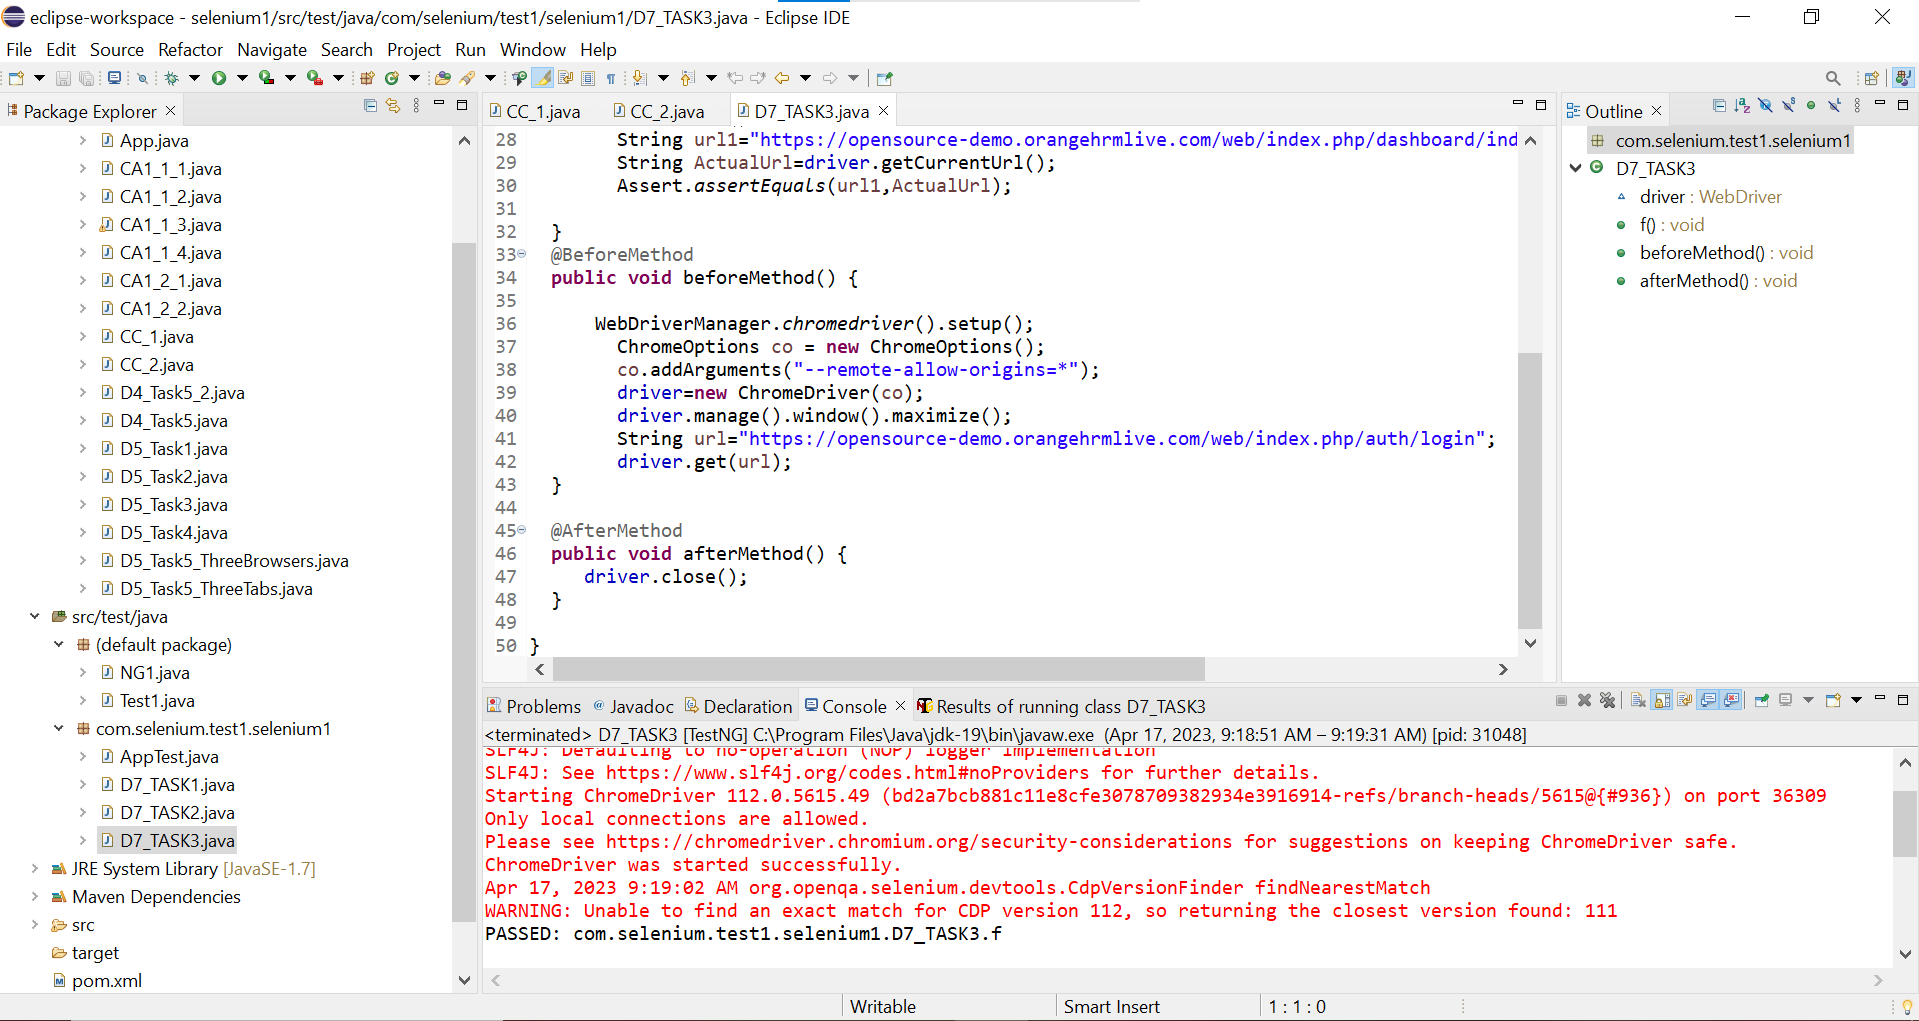 eclipse-workspace - selenium1/src/test/java/com/selenium/test1/selenium1/D7_TASK3.java - Eclipse IDE
File Edit Source Refactor Navigate Search Project Run Window Help
Package Explorer
App.java
CA1_1_1.java
CA1_1_2.java
CA1_1_3.java
CA1_1_4.java
CA1_2_1.java
CA1_2_2.java
CC_1.java
CC_2.java
D4_Task5_2.java
D4_Task5.java
D5_Task1.java
D5_Task2.java
D5_Task3.java
D5_Task4.java
D5_Task5_ThreeBrowsers.java
D5_Task5_ThreeTabs.java
src/test/java
(default package)
NG1.java
Test1.java
com.selenium.test1.selenium1
AppTest.java
D7_TASK1.java
D7_TASK2.java
D7_TASK3.java
JRE System Library [JavaSE-1.7]
Maven Dependencies
src
target
pom.xml
CC_1.java CC_2.java D7_TASK3.java
28 String url1="https://opensource-demo.orangehrmlive.com/web/index.php/dashboard/ind
29 String ActualUrl=driver.getCurrentUrl();
30 Assert.assertEquals(url1,ActualUrl);
31
32 }
33 @BeforeMethod
34 public void beforeMethod() {
35
36 WebDriverManager.chromedriver().setup();
37 ChromeOptions co = new ChromeOptions();
38 co.addArguments("--remote-allow-origins=*");
39 driver=new ChromeDriver(co);
40 driver.manage().window().maximize();
41 String url="https://opensource-demo.orangehrmlive.com/web/index.php/auth/login";
42 driver.get(url);
43 }
44
45 @AfterMethod
46 public void afterMethod() {
47 driver.close();
48 }
49
50 }
Outline
com.selenium.test1.selenium1
D7_TASK3
driver : WebDriver
f() : void
beforeMethod() : void
afterMethod() : void
Problems Javadoc Declaration Console Results of running class D7_TASK3
<terminated> D7_TASK3 [TestNG] C:\Program Files\Java\jdk-19\bin\javaw.exe (Apr 17, 2023, 9:18:51 AM – 9:19:31 AM) [pid: 31048]
SLF4J: Defaulting to no-operation (NOP) logger implementation
SLF4J: See https://www.slf4j.org/codes.html#noProviders for further details.
Starting ChromeDriver 112.0.5615.49 (bd2a7bcb881c11e8cfe3078709382934e3916914-refs/branch-heads/5615@{#936}) on port 36309
Only local connections are allowed.
Please see https://chromedriver.chromium.org/security-considerations for suggestions on keeping ChromeDriver safe.
ChromeDriver was started successfully.
Apr 17, 2023 9:19:02 AM org.openqa.selenium.devtools.CdpVersionFinder findNearestMatch
WARNING: Unable to find an exact match for CDP version 112, so returning the closest version found: 111
PASSED: com.selenium.test1.selenium1.D7_TASK3.f
Writable Smart Insert 1 : 1 : 0